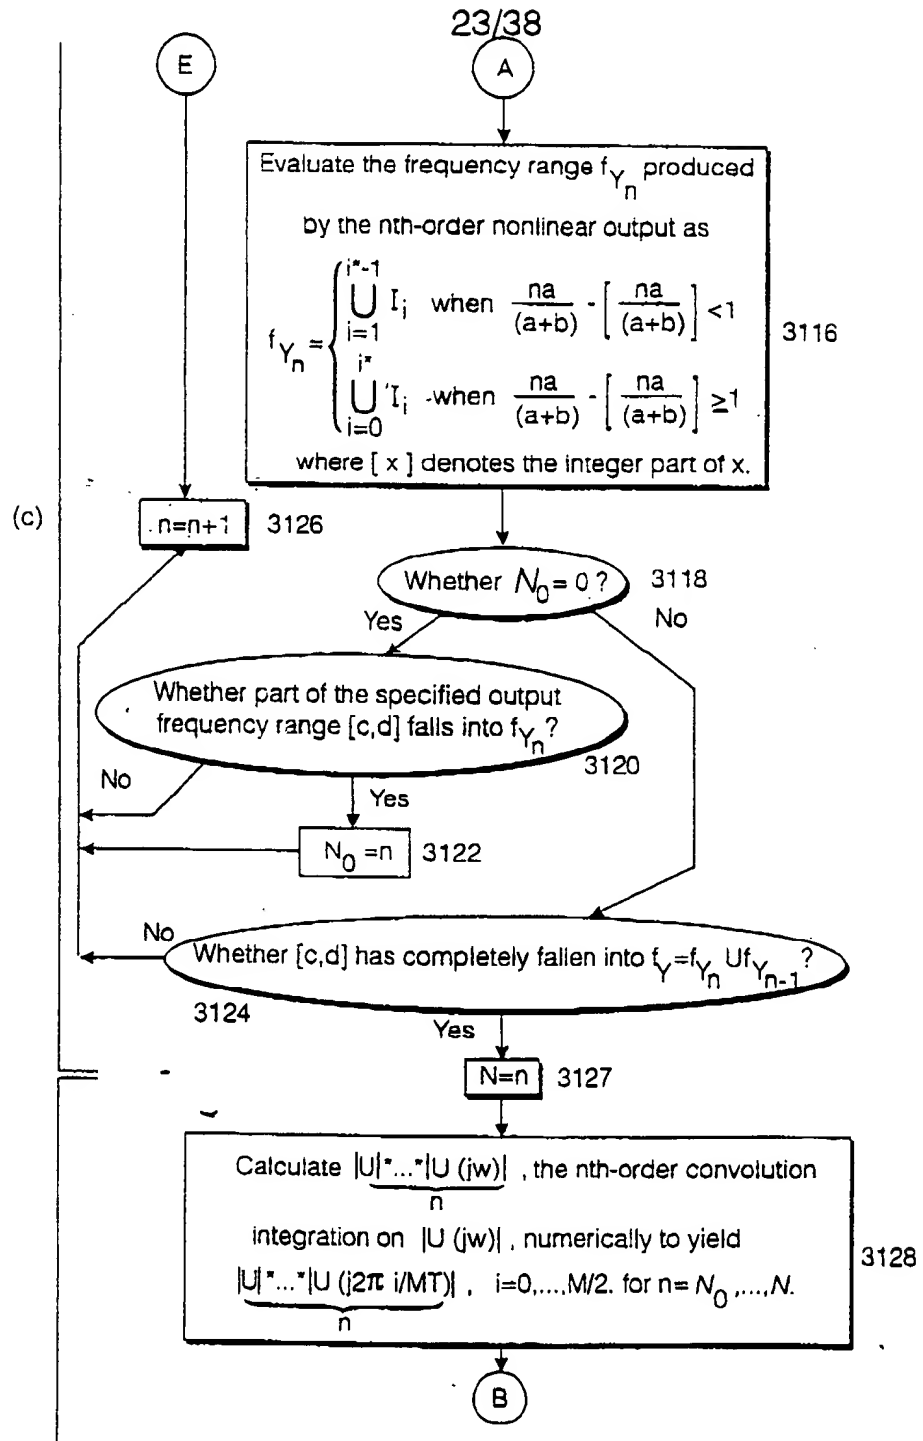 23/38
E
A
Evaluate the frequency range f_{Y_n} produced
by the nth-order nonlinear output as
f_{Y_n} = { ⋃_{i=1}^{i*-1} I_i when na/(a+b) - [na/(a+b)] <1
⋃_{i=0}^{i*} I_i when na/(a+b) - [na/(a+b)] ≥1
where [ x ] denotes the integer part of x.
3116
(c)
n=n+1
3126
Whether N_0 = 0 ?
3118
Yes
No
Whether part of the specified output
frequency range [c,d] falls into f_{Y_n}?
3120
No
Yes
N_0 =n
3122
No
Whether [c,d] has completely fallen into f_Y=f_{Y_n} U f_{Y_{n-1}} ?
3124
Yes
N=n
3127
Calculate |U|*...*|U (jw)| , the nth-order convolution
n
integration on |U (jw)| , numerically to yield
|U|*...*|U (j2π i/MT)| , i=0,...,M/2. for n= N_0 ,...,N.
n
3128
B